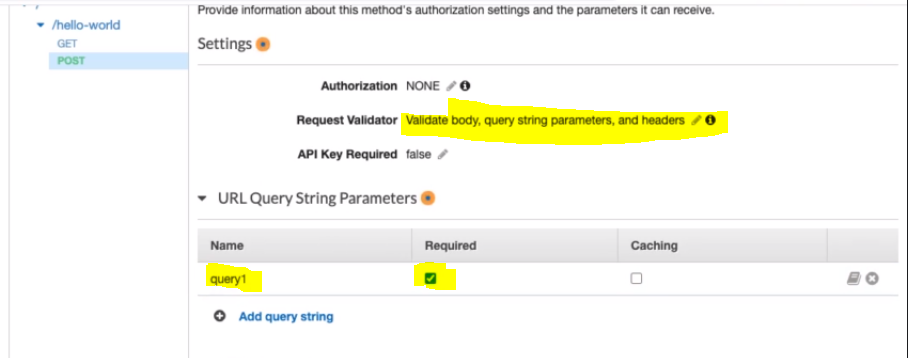 Provide information about this method's authorization settings and the parameters it can receive.
/hello-world
GET
POST
Settings
Authorization NONE
Request Validator Validate body, query string parameters, and headers
API Key Required false
URL Query String Parameters
Name Required Caching
query1
Add query string